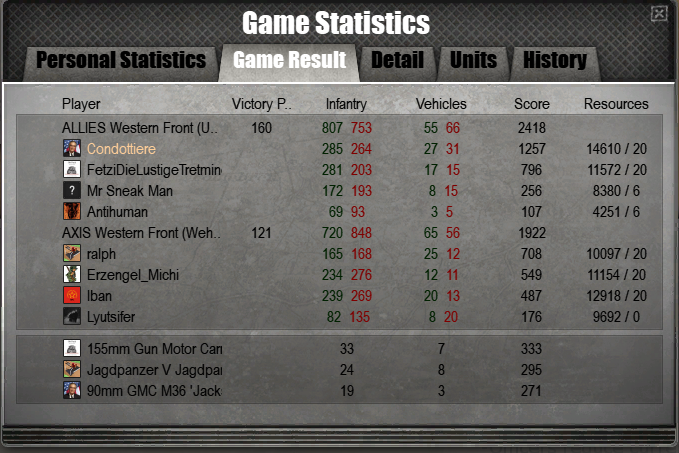 Game Statistics
Personal Statistics Game Result Detail Units History
Player Victory P.. Infantry Vehicles Score Resources
ALLIES Western Front (U.. 160 807 753 55 66 2418
Condottiere 285 264 27 31 1257 14610 / 20
FetziDieLustigeTretmin 281 203 17 15 796 11572 / 20
? Mr Sneak Man 172 193 8 15 256 8380 / 6
Antihuman 69 93 3 5 107 4251 / 6
AXIS Western Front (Weh.. 121 720 848 65 56 1922
ralph 165 168 25 12 708 10097 / 20
Erzengel_Michi 234 276 12 11 549 11154 / 20
Iban 239 269 20 13 487 12918 / 20
Lyutsifer 82 135 8 20 176 9692 / 0
155mm Gun Motor Carr 33 7 333
Jagdpanzer V Jagdpan 24 8 295
90mm GMC M36 'Jacks 19 3 271